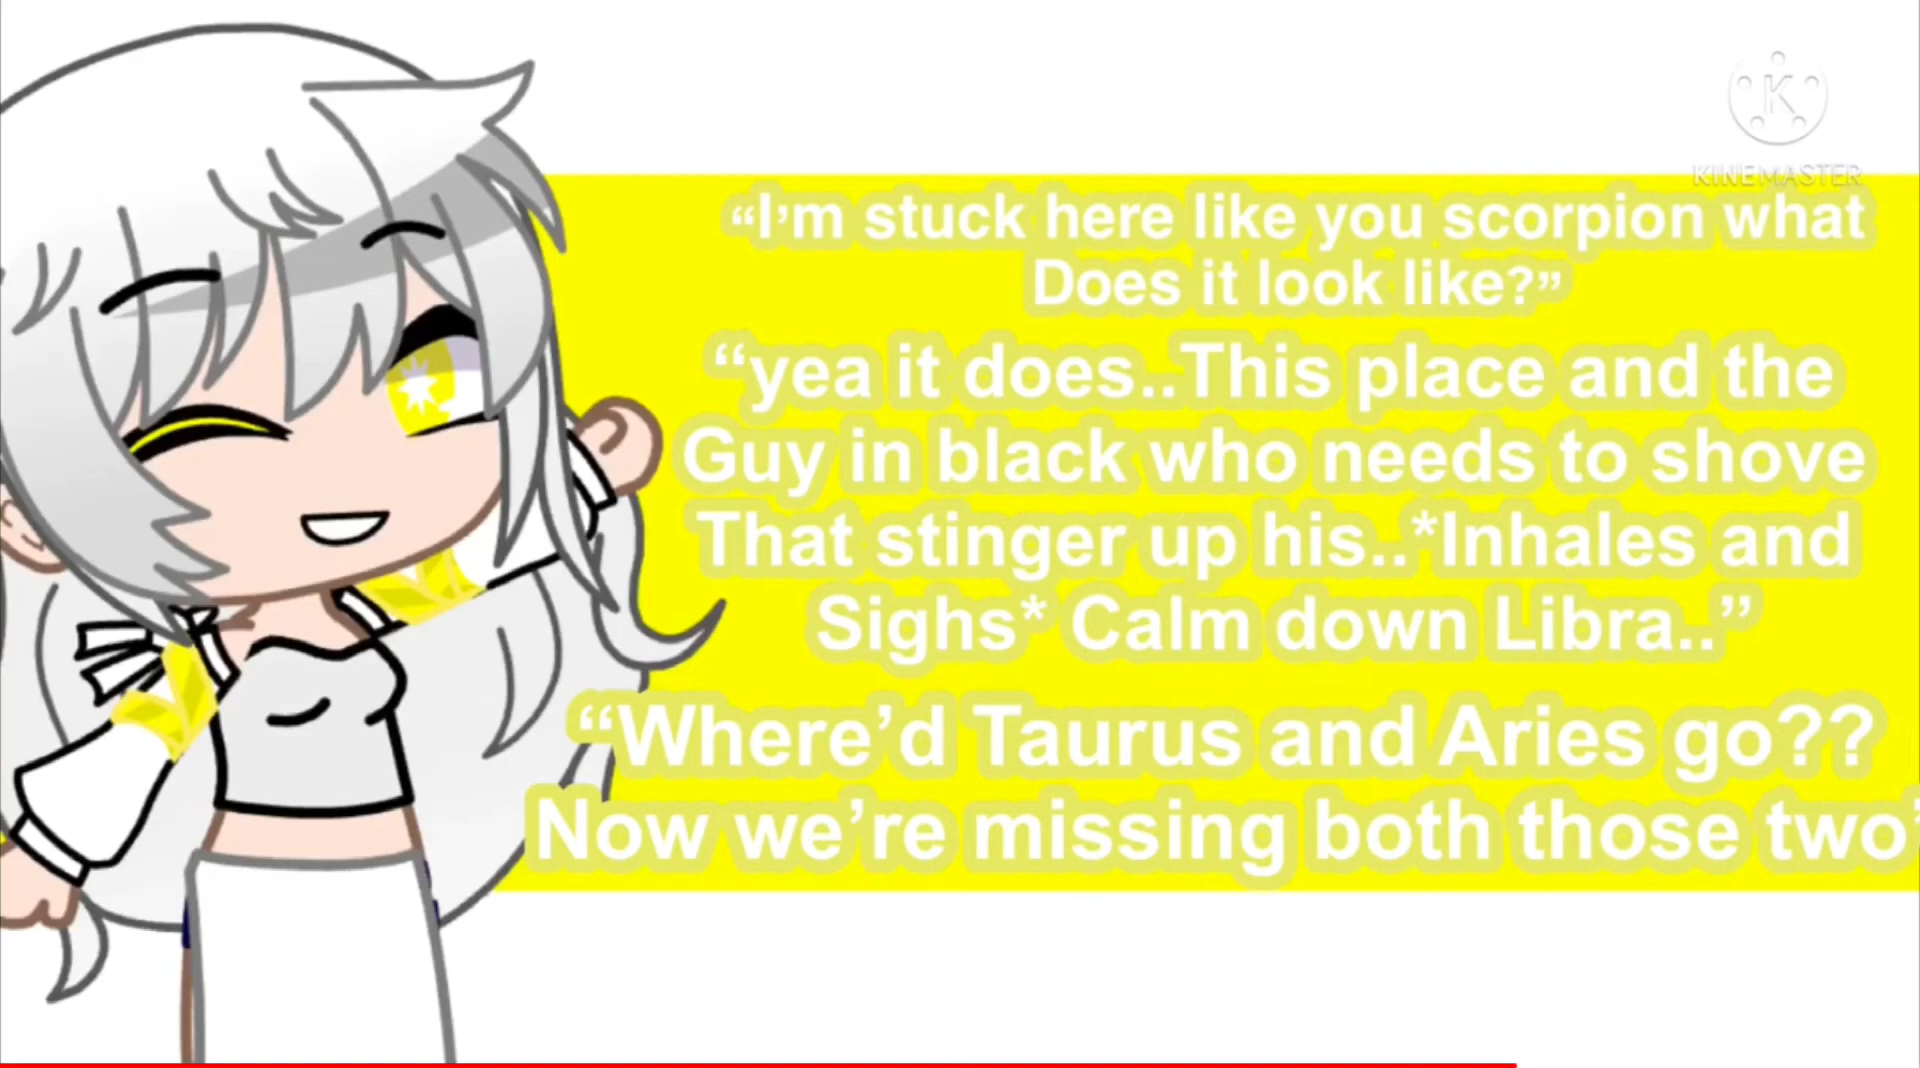 K
KINEMASTER
“I’m stuck here like you scorpion what
Does it look like?”
“yea it does..This place and the
Guy in black who needs to shove
That stinger up his..*Inhales and
Sighs* Calm down Libra..”
“Where’d Taurus and Aries go??
Now we’re missing both those two”